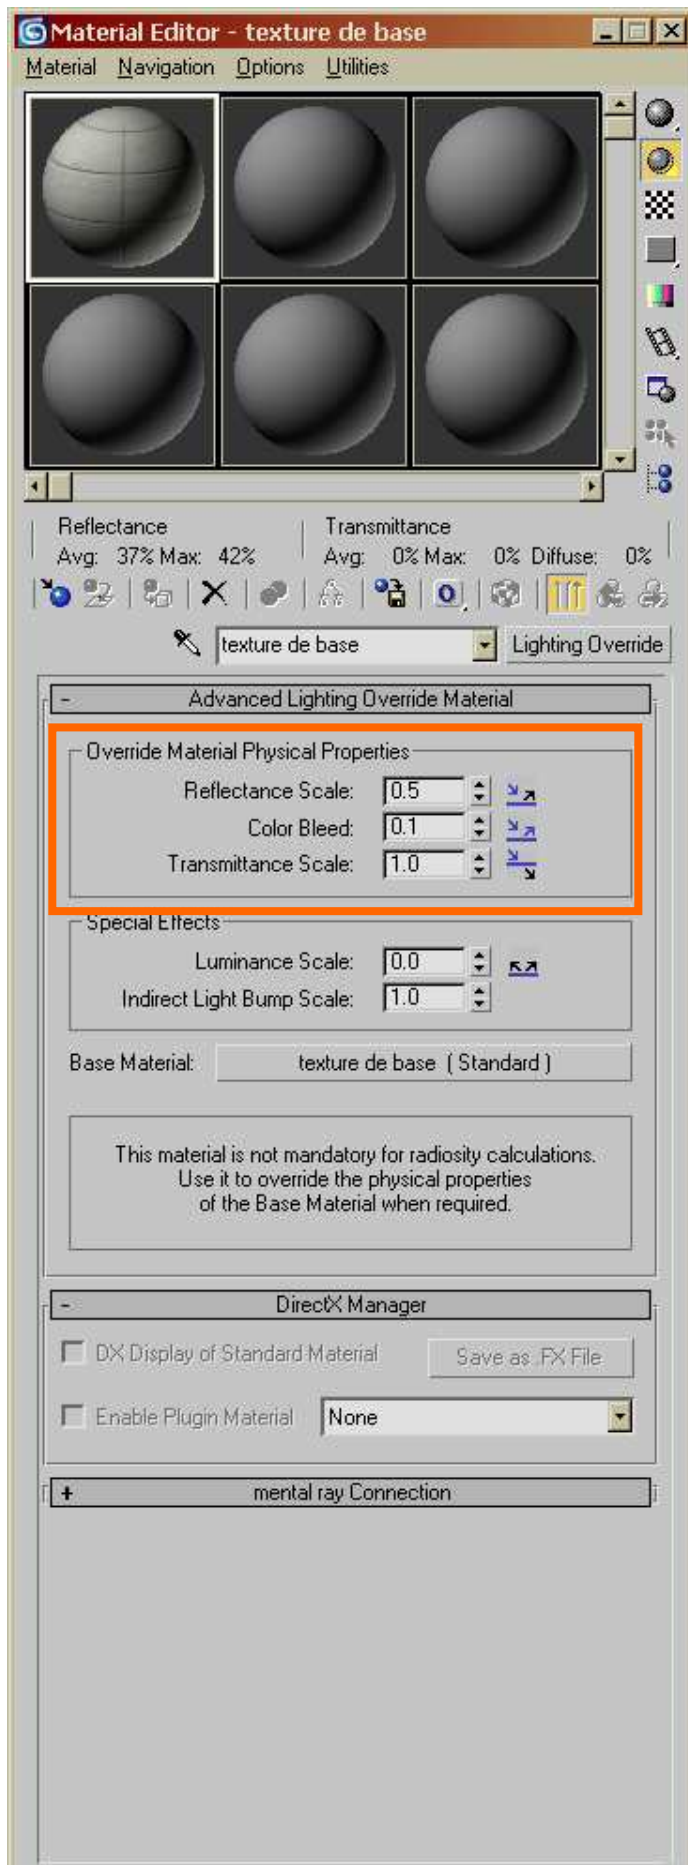 Material Editor - texture de base
Material Navigation Options Utilities
Reflectance Transmittance
Avg: 37% Max: 42% Avg: 0% Max: 0% Diffuse: 0%
texture de base Lighting Override
- Advanced Lighting Override Material
Override Material Physical Properties
Reflectance Scale: 0.5
Color Bleed: 0.1
Transmittance Scale: 1.0
Special Effects
Luminance Scale: 0.0
Indirect Light Bump Scale: 1.0
Base Material: texture de base ( Standard )
This material is not mandatory for radiosity calculations.
Use it to override the physical properties
of the Base Material when required.
- DirectX Manager
DX Display of Standard Material Save as .FX File
Enable Plugin Material None
+ mental ray Connection